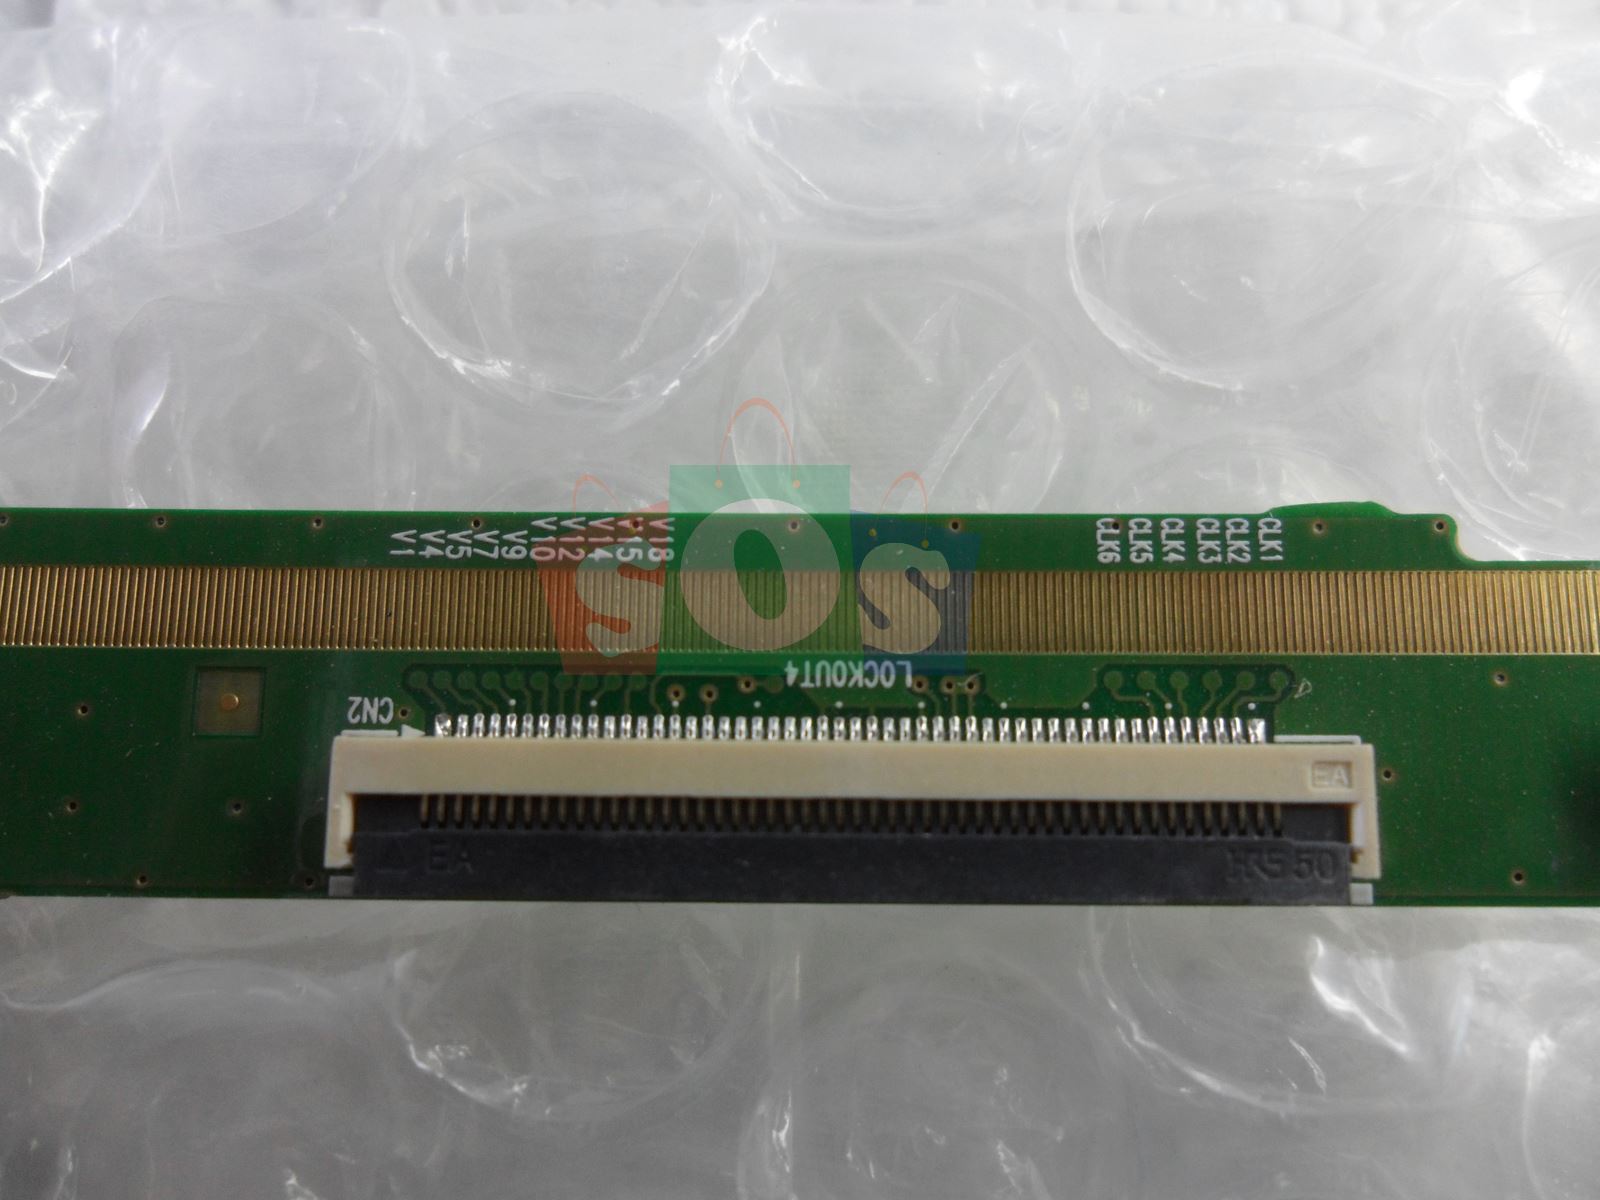 V1
V4
V5
V7
V9
V10
V12
V14
V15
V18
CLK6
CLK5
CLK4
CLK3
CLK2
CLK1
SOS
LOCKOUT4
CN2
EA
EA
HRS 50